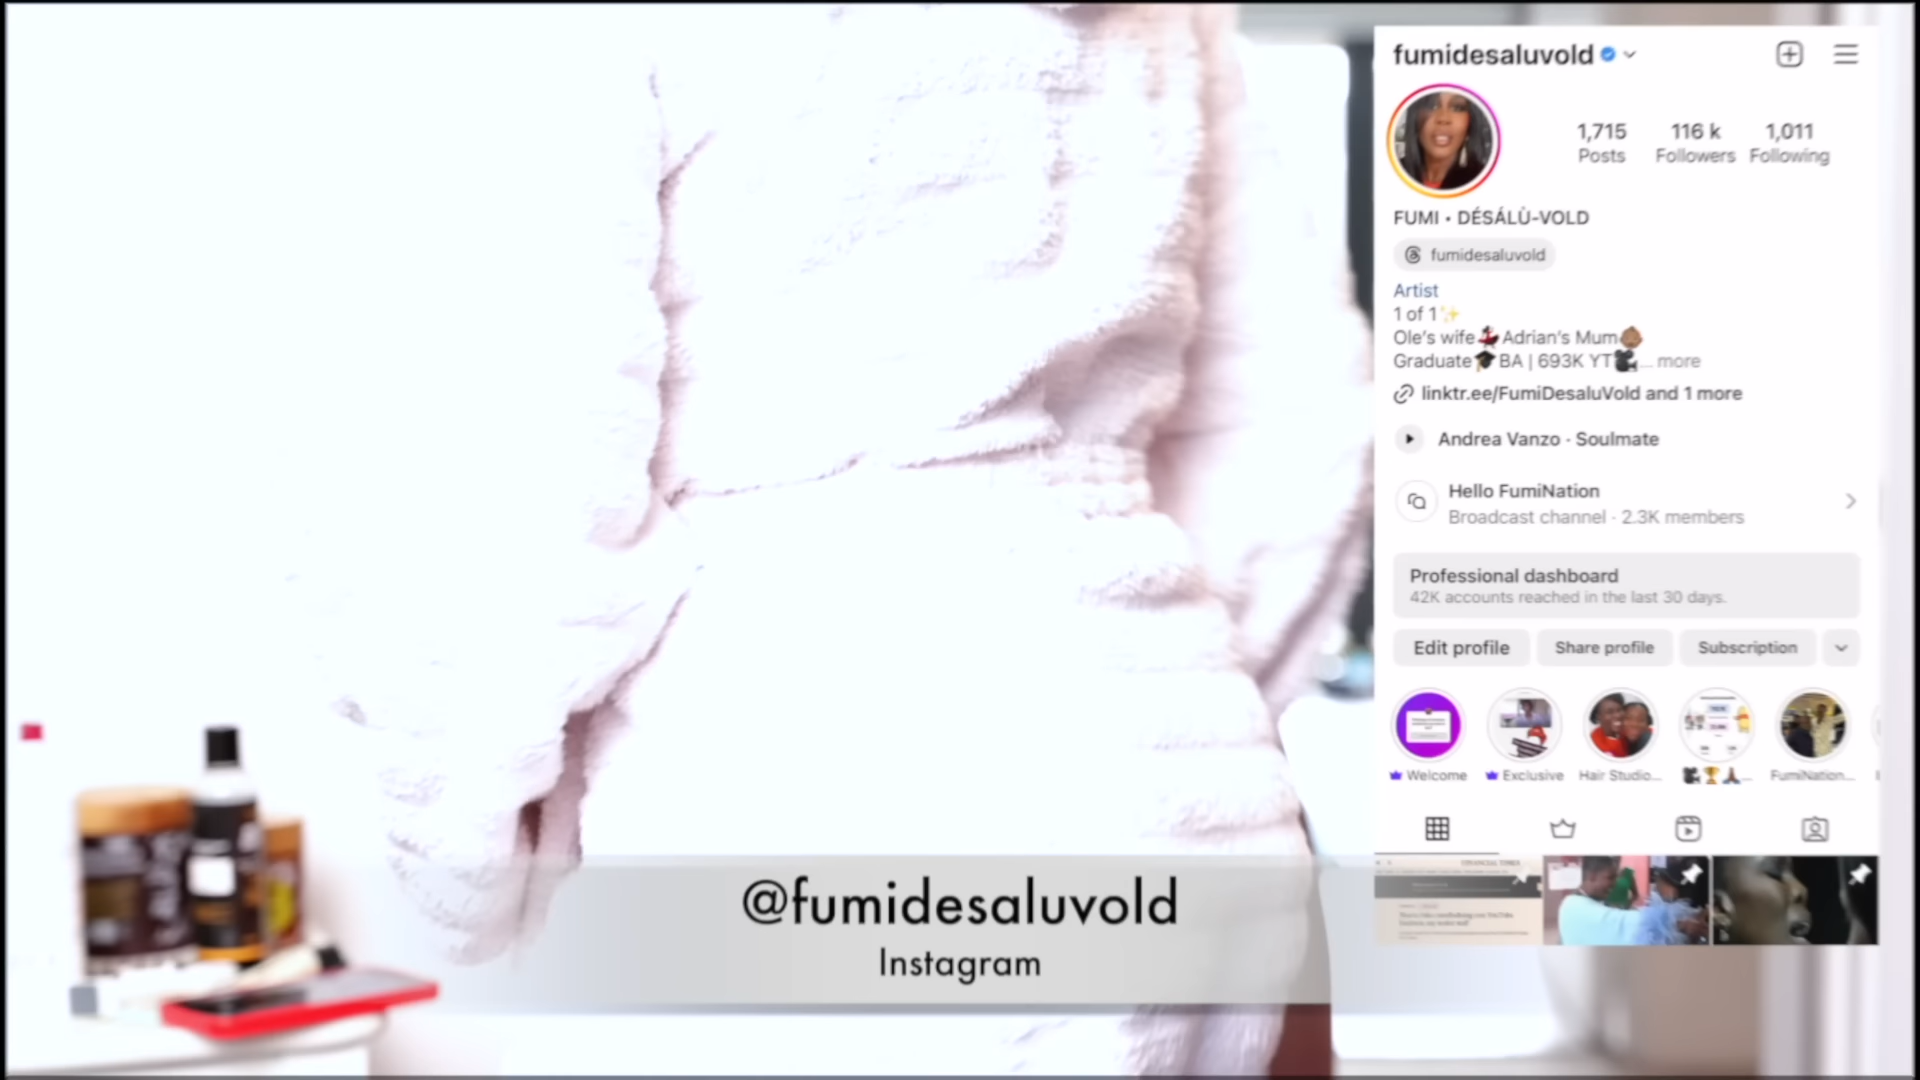 fumidesaluvold
1,715
Posts
116 k
Followers
1,011
Following
FUMI • DÉSÁLÙ-VOLD
fumidesaluvold
Artist
1 of 1✨
Ole's wife💃🏿Adrian's Mum👶🏽
Graduate🎓BA | 693K YT🎥... more
linktr.ee/FumiDesaluVold and 1 more
Andrea Vanzo · Soulmate
Hello FumiNation
Broadcast channel · 2.3K members
Professional dashboard
42K accounts reached in the last 30 days.
Edit profile
Share profile
Subscription
Welcome
Exclusive
Hair Studio...
FumiNation...
FINANCIAL TIMES
@fumidesaluvold
Instagram